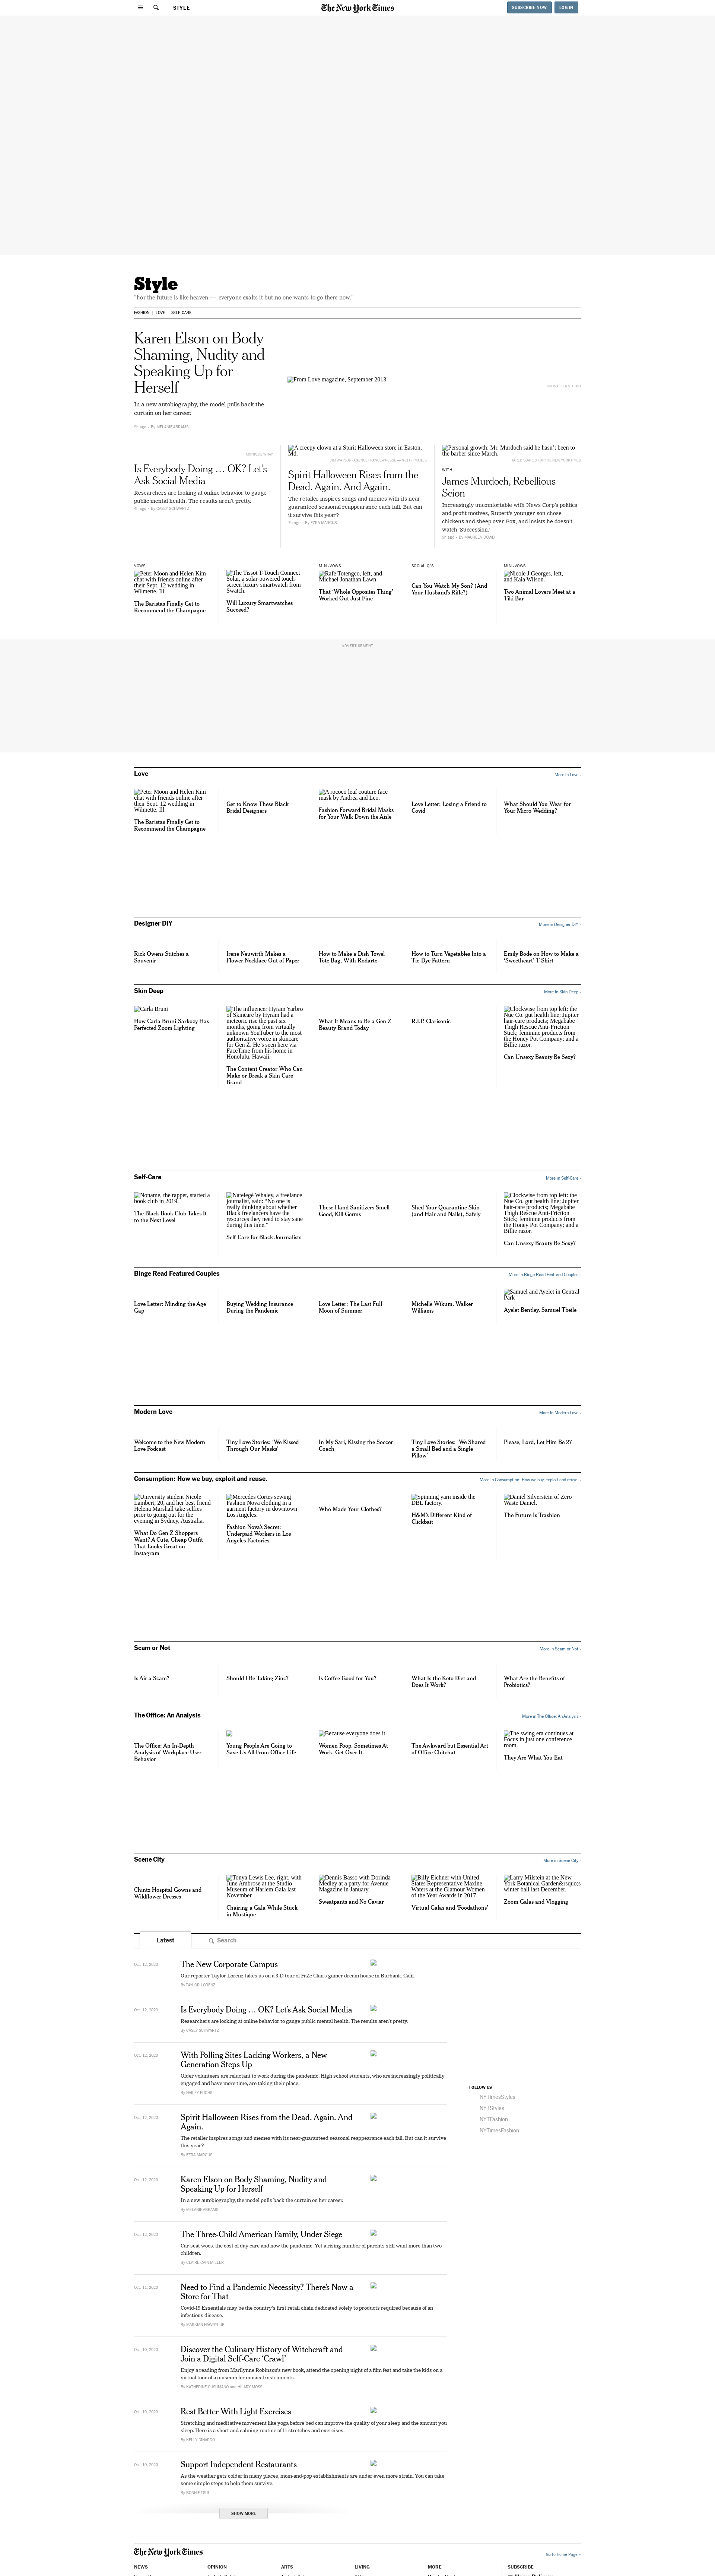 STYLE
The New York Times
SUBSCRIBE NOW
LOG IN
Style
"For the future is like heaven — everyone exalts it but no one wants to go there now."
FASHION
LOVE
SELF-CARE
Karen Elson on Body
Shaming, Nudity and
Speaking Up for
Herself
In a new autobiography, the model pulls back the
curtain on her career.
From Love magazine, September 2013.
Is Everybody Doing … OK? Let's
Ask Social Media
Researchers are looking at online behavior to gauge
public mental health. The results aren't pretty.
By CASEY SCHWARTZ
A creepy clown at a Spirit Halloween store in Easton,
Md.
Spirit Halloween Rises from the
Dead. Again. And Again.
The retailer inspires songs and memes with its near-
guaranteed seasonal reappearance each fall. But can
it survive this year?
7h ago – By EZRA MARCUS
Personal growth: Mr. Murdoch said he hasn't been to
the barber since March.
WITH …
James Murdoch, Rebellious
Scion
Increasingly uncomfortable with News Corp's politics
and profit motives, Rupert's younger son chose
chickens and sheep over Fox, and insists he doesn't
watch 'Succession.'
By MAUREEN DOWD
VOWS
Peter Moon and Helen Kim
chat with friends online after
their Sept. 12 wedding in
Wilmette, Ill.
The Baristas Finally Get to
Recommend the Champagne
The Tissot T-Touch Connect
Solar, a solar-powered touch-
screen luxury smartwatch from
Swatch.
Will Luxury Smartwatches
Succeed?
MINI-VOWS
Rafe Totengco, left, and
Michael Jonathan Lawn.
That 'Whole Opposites Thing'
Worked Out Just Fine
SOCIAL Q'S
Can You Watch My Son? (And
Your Husband's Rifle?)
MINI-VOWS
Nicole J Georges, left,
and Kaia Wilson.
Two Animal Lovers Meet at a
Tiki Bar
ADVERTISEMENT
Love
More in Love ›
Peter Moon and Helen Kim
chat with friends online after
their Sept. 12 wedding in
Wilmette, Ill.
The Baristas Finally Get to
Recommend the Champagne
Get to Know These Black
Bridal Designers
A rococo leaf couture face
mask by Andrea and Leo.
Fashion Forward Bridal Masks
for Your Walk Down the Aisle
Love Letter: Losing a Friend to
Covid
What Should You Wear for
Your Micro Wedding?
Designer DIY
More in Designer DIY ›
Rick Owens Stitches a
Souvenir
Irene Neuwirth Makes a
Flower Necklace Out of Paper
How to Make a Dish Towel
Tote Bag, With Rodarte
How to Turn Vegetables Into a
Tie-Dye Pattern
Emily Bode on How to Make a
'Sweetheart' T-Shirt
Skin Deep
More in Skin Deep ›
Carla Bruni
How Carla Bruni-Sarkozy Has
Perfected Zoom Lighting
The influencer Hyram Yarbro
of Skincare by Hyram had a
meteoric rise the past six
months, going from virtually
unknown YouTuber to the most
authoritative voice in skincare
for Gen Z. He's seen here via
FaceTime from his home in
Honolulu, Hawaii.
The Content Creator Who Can
Make or Break a Skin Care
Brand
What It Means to Be a Gen Z
Beauty Brand Today
R.I.P. Clarisonic
Clockwise from top left: the
Nue Co. gut health line; Jupiter
hair-care products; Megababe
Thigh Rescue Anti-Friction
Stick; feminine products from
the Honey Pot Company; and a
Billie razor.
Can Unsexy Beauty Be Sexy?
Self-Care
More in Self-Care ›
Noname, the rapper, started a
book club in 2019.
The Black Book Club Takes It
to the Next Level
Natelegé Whaley, a freelance
journalist, said: "No one is
really thinking about whether
Black freelancers have the
resources they need to stay sane
during this time."
Self-Care for Black Journalists
These Hand Sanitizers Smell
Good, Kill Germs
Shed Your Quarantine Skin
(and Hair and Nails), Safely
Clockwise from top left: the
Nue Co. gut health line; Jupiter
hair-care products; Megababe
Thigh Rescue Anti-Friction
Stick; feminine products from
the Honey Pot Company; and a
Billie razor.
Can Unsexy Beauty Be Sexy?
Binge Read Featured Couples
More in Binge Read Featured Couples ›
Love Letter: Minding the Age
Gap
Buying Wedding Insurance
During the Pandemic
Love Letter: The Last Full
Moon of Summer
Michelle Wikum, Walker
Williams
Samuel and Ayelet in Central
Park
Ayelet Bentley, Samuel Tbeile
Modern Love
More in Modern Love ›
Welcome to the New Modern
Love Podcast
Tiny Love Stories: 'We Kissed
Through Our Masks'
In My Sari, Kissing the Soccer
Coach
Tiny Love Stories: 'We Shared
a Small Bed and a Single
Pillow'
Please, Lord, Let Him Be 27
Consumption: How we buy, exploit and reuse.
More in Consumption: How we buy, exploit and reuse. ›
University student Nicole
Lambert, 20, and her best friend
Helena Marshall take selfies
prior to going out for the
evening in Sydney, Australia.
What Do Gen Z Shoppers
Want? A Cute, Cheap Outfit
That Looks Great on
Instagram
Mercedes Cortes sewing
Fashion Nova clothing in a
garment factory in downtown
Los Angeles.
Fashion Nova's Secret:
Underpaid Workers in Los
Angeles Factories
Who Made Your Clothes?
Spinning yarn inside the
DBL factory.
H&M's Different Kind of
Clickbait
Daniel Silverstein of Zero
Waste Daniel.
The Future Is Trashion
Scam or Not
More in Scam or Not ›
Is Air a Scam?
Should I Be Taking Zinc?
Is Coffee Good for You?
What Is the Keto Diet and
Does It Work?
What Are the Benefits of
Probiotics?
The Office: An Analysis
More in The Office: An Analysis ›
The Office: An In-Depth
Analysis of Workplace User
Behavior
Young People Are Going to
Save Us All From Office Life
Because everyone does it.
Women Poop. Sometimes At
Work. Get Over It.
The Awkward but Essential Art
of Office Chitchat
The swing era continues at
Focus in just one conference
room.
They Are What You Eat
Scene City
More in Scene City ›
Chintz Hospital Gowns and
Wildflower Dresses
Tonya Lewis Lee, right, with
June Ambrose at the Studio
Museum of Harlem Gala last
November.
Chairing a Gala While Stuck
in Mustique
Dennis Basso with Dorinda
Medley at a party for Avenue
Magazine in January.
Sweatpants and No Caviar
Billy Eichner with United
States Representative Maxine
Waters at the Glamour Women
of the Year Awards in 2017.
Virtual Galas and 'Foodathons'
Larry Milstein at the New
York Botanical Garden&rsquo;s
winter ball last December.
Zoom Galas and Vlogging
Latest
Search
Oct. 12, 2020
The New Corporate Campus
Our reporter Taylor Lorenz takes us on a 3-D tour of FaZe Clan's gamer dream house in Burbank, Calif.
By TAYLOR LORENZ
Oct. 12, 2020
Is Everybody Doing … OK? Let's Ask Social Media
Researchers are looking at online behavior to gauge public mental health. The results aren't pretty.
By CASEY SCHWARTZ
Oct. 12, 2020
With Polling Sites Lacking Workers, a New
Generation Steps Up
Older volunteers are reluctant to work during the pandemic. High school students, who are increasingly politically
engaged and have more time, are taking their place.
By HAILEY FUCHS
Oct. 12, 2020
Spirit Halloween Rises from the Dead. Again. And
Again.
The retailer inspires songs and memes with its near-guaranteed seasonal reappearance each fall. But can it survive
this year?
By EZRA MARCUS
Oct. 12, 2020
Karen Elson on Body Shaming, Nudity and
Speaking Up for Herself
In a new autobiography, the model pulls back the curtain on her career.
By MELANIE ABRAMS
Oct. 12, 2020
The Three-Child American Family, Under Siege
Car-seat woes, the cost of day care and now the pandemic. Yet a rising number of parents still want more than two
children.
By CLAIRE CAIN MILLER
Oct. 11, 2020
Need to Find a Pandemic Necessity? There's Now a
Store for That
Covid-19 Essentials may be the country's first retail chain dedicated solely to products required because of an
infectious disease.
By MARKIAN HAWRYLUK
Oct. 10, 2020
Discover the Culinary History of Witchcraft and
Join a Digital Self-Care 'Crawl'
Enjoy a reading from Marilynne Robinson's new book, attend the opening night of a film fest and take the kids on a
virtual tour of a museum for musical instruments.
By KATHERINE CUSUMANO and HILARY MOSS
Oct. 10, 2020
Rest Better With Light Exercises
Stretching and meditative movement like yoga before bed can improve the quality of your sleep and the amount you
sleep. Here is a short and calming routine of 11 stretches and exercises.
By KELLY DINARDO
Oct. 10, 2020
Support Independent Restaurants
As the weather gets colder in many places, mom-and-pop establishments are under even more strain. You can take
some simple steps to help them survive.
By BONNIE TSUI
SHOW MORE
FOLLOW US
NYTimesStyles
NYTStyles
NYTFashion
NYTimesFashion
The New York Times
Go to Home Page »
NEWS
OPINION
ARTS
LIVING
MORE
SUBSCRIBE